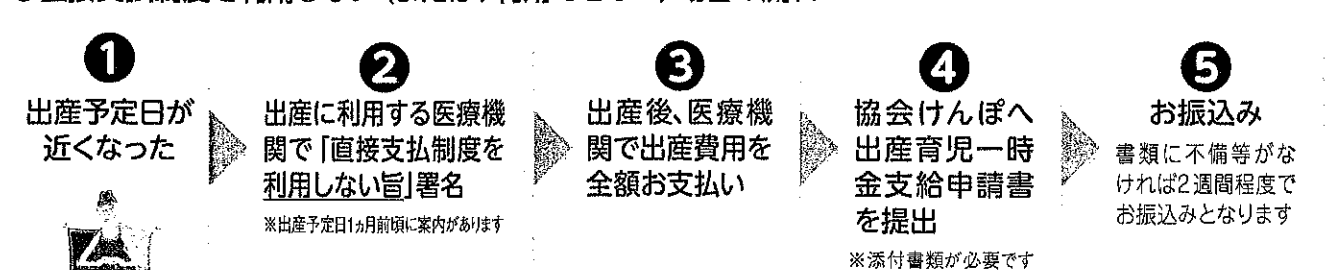 ❶
出産予定日が
近くなった
❷
出産に利用する医療機
関で「直接支払制度を
利用しない旨」署名
※出産予定日1ヵ月前頃に案内があります
❸
出産後、医療機
関で出産費用を
全額お支払い
❹
協会けんぽへ
出産育児一時
金支給申請書
を提出
※添付書類が必要です
❺
お振込み
書類に不備等がな
ければ2週間程度で
お振込みとなります